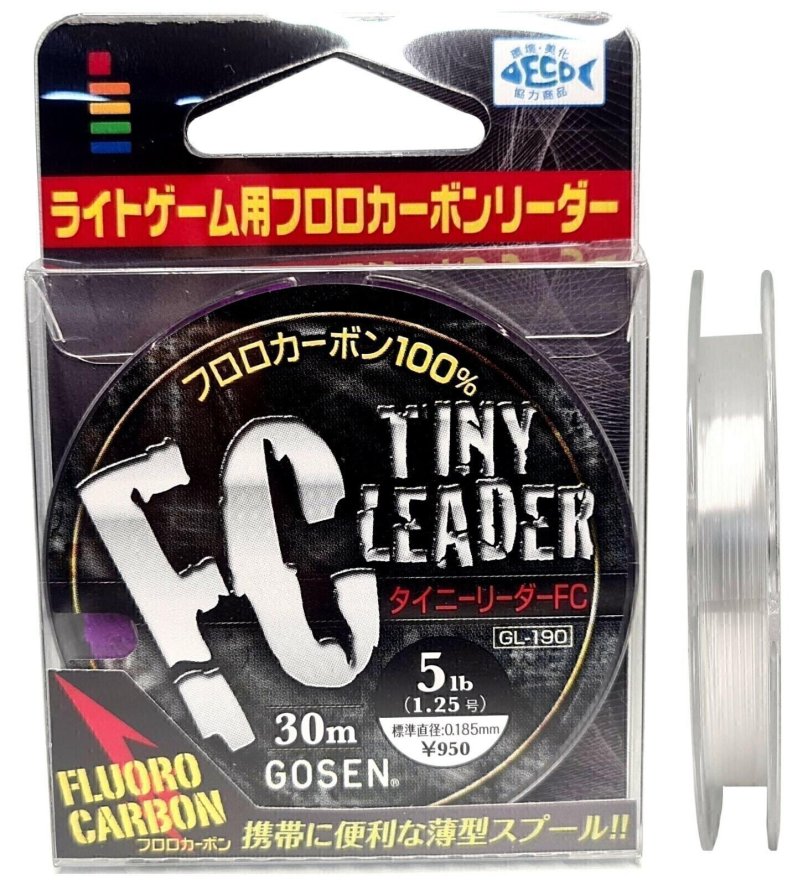 環境・美化
ECO
協力商品
ライトゲーム用フロロカーボンリーダー
フロロカーボン100%
FC
TINY
LEADER
タイニーリーダーFC
GL-190
5lb
(1.25号)
標準直径:0.185mm
¥950
30m
GOSEN®
FLUORO
CARBON
フロロカーボン
携帯に便利な薄型スプール!!